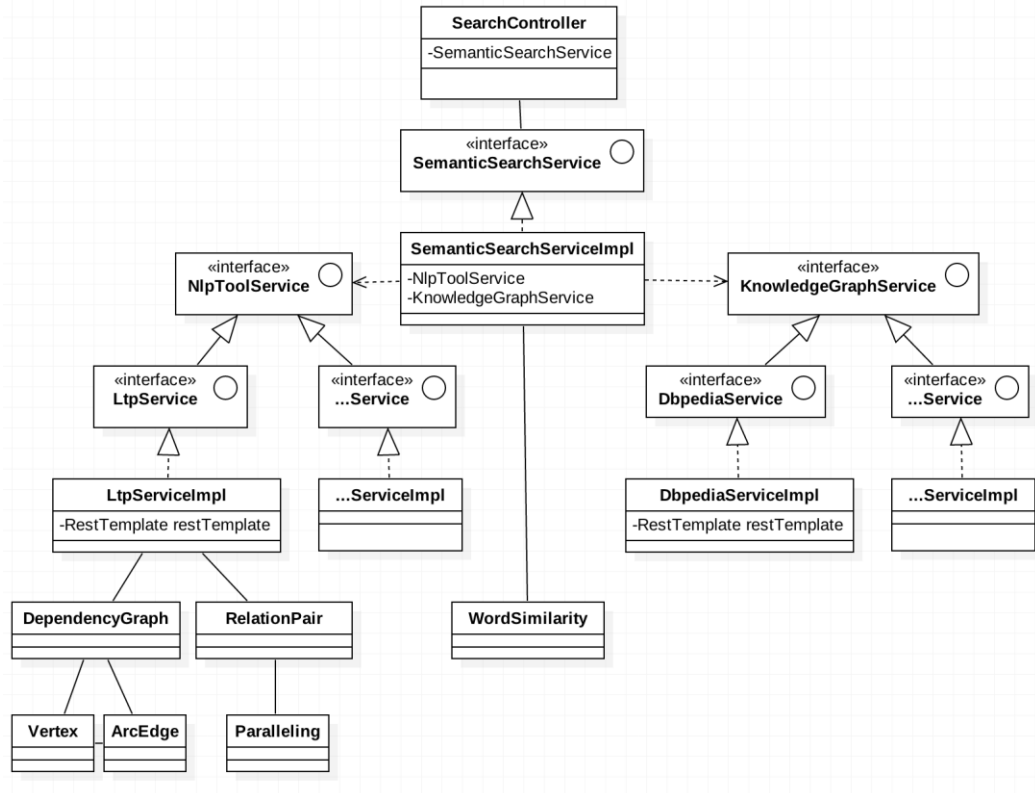 SearchController
-SemanticSearchService
«interface»
SemanticSearchService
SemanticSearchServiceImpl
-NlpToolService
-KnowledgeGraphService
«interface»
NlpToolService
«interface»
KnowledgeGraphService
«interface»
LtpService
«interface»
...Service
«interface»
DbpediaService
«interface»
...Service
LtpServiceImpl
-RestTemplate restTemplate
...ServiceImpl
DbpediaServiceImpl
-RestTemplate restTemplate
...ServiceImpl
DependencyGraph
RelationPair
WordSimilarity
Vertex
ArcEdge
Paralleling